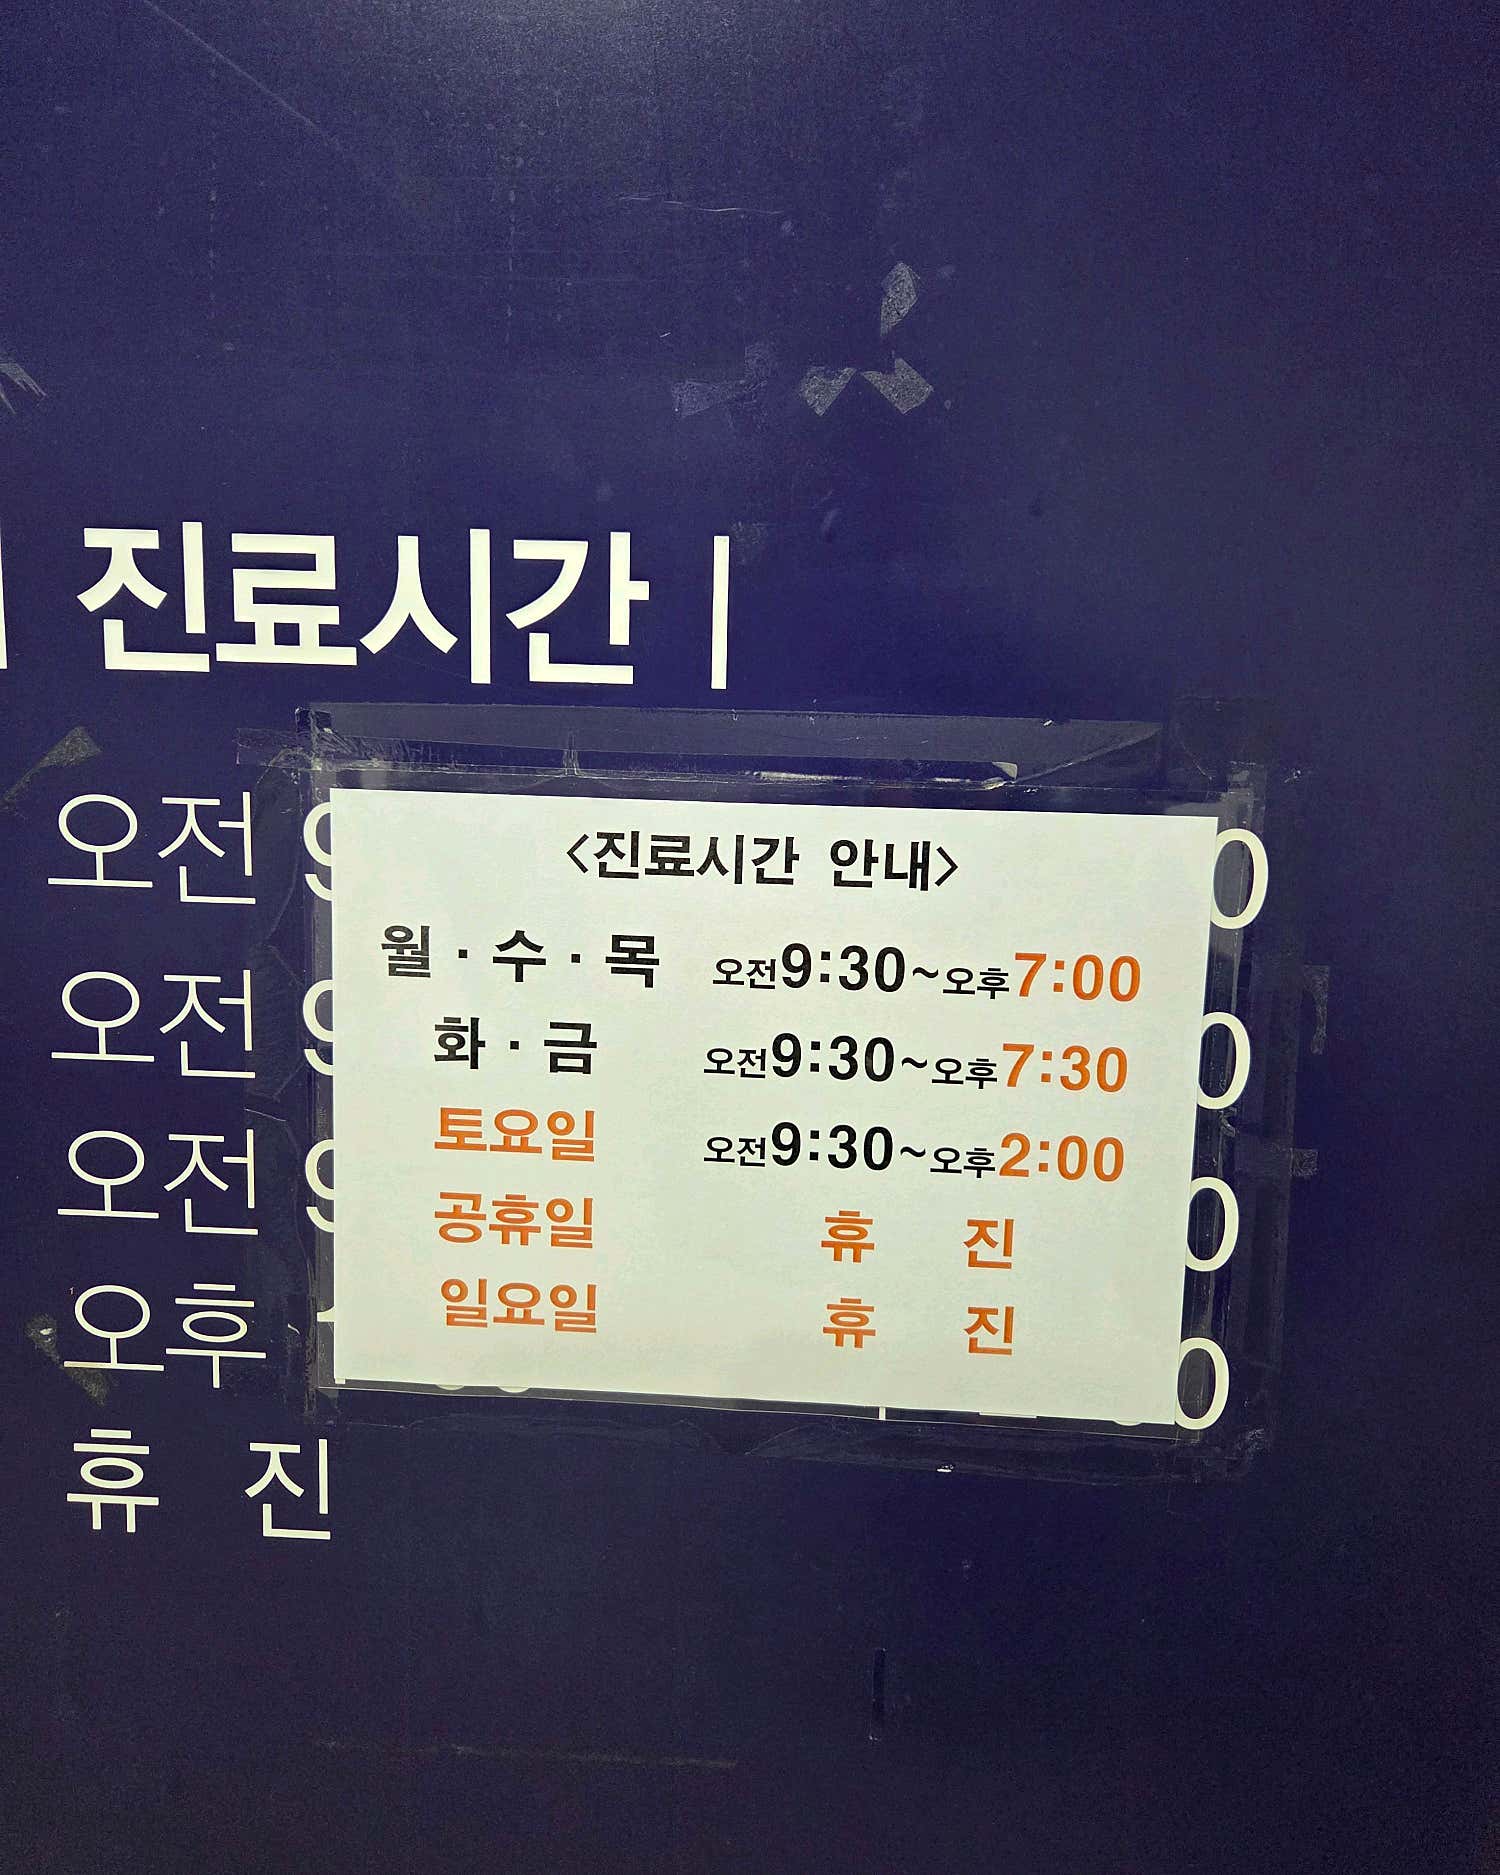 | 진료시간 |
<진료시간 안내>
월 · 수 · 목 오전9:30~오후7:00
화 · 금 오전9:30~오후7:30
토요일 오전9:30~오후2:00
공휴일 휴 진
일요일 휴 진
오전
오전
오전
오후
휴 진